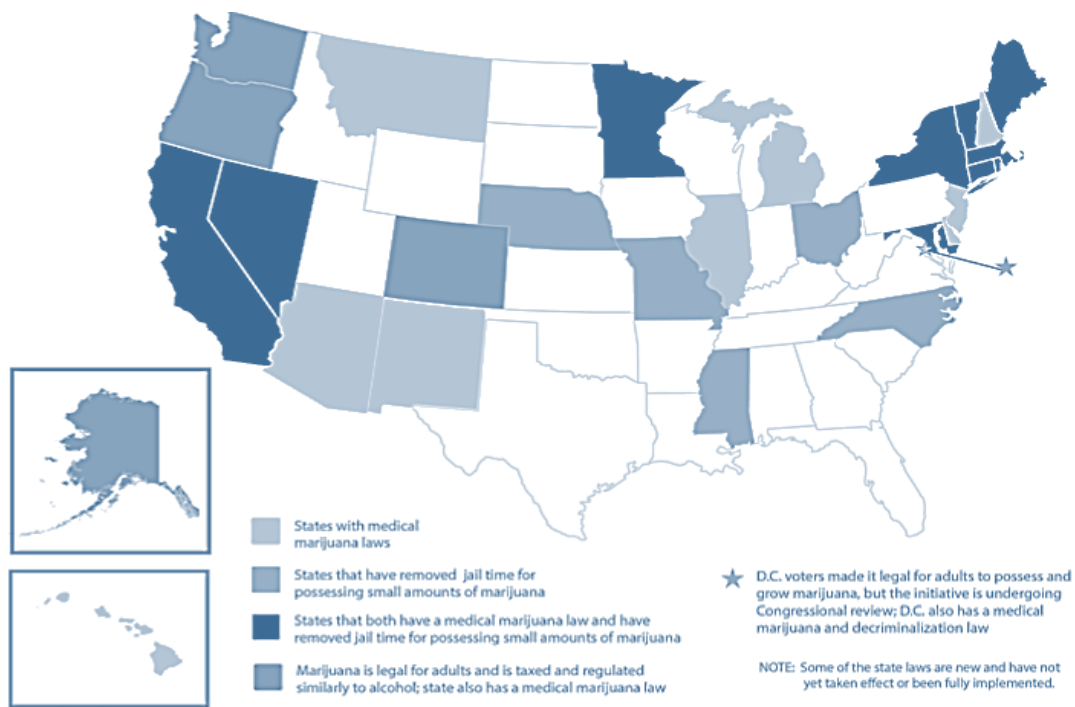 States with medical
marijuana laws
States that have removed jail time for
possessing small amounts of marijuana
States that both have a medical marijuana law and have
removed jail time for possessing small amounts of marijuana
Marijuana is legal for adults and is taxed and regulated
similarly to alcohol; state also has a medical marijuana law
D.C. voters made it legal for adults to possess and
grow marijuana, but the initiative is undergoing
Congressional review; D.C. also has a medical
marijuana and decriminalization law
NOTE: Some of the state laws are new and have not
yet taken effect or been fully implemented.